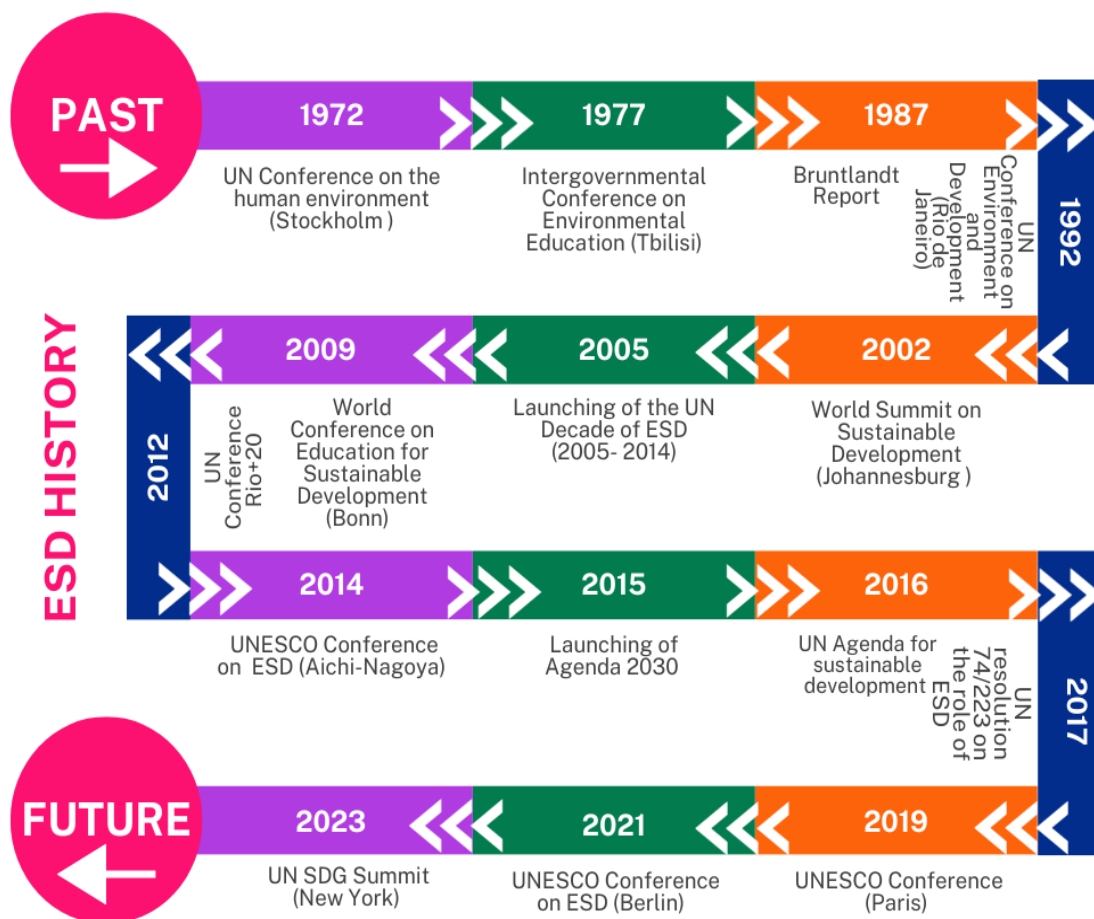 PAST
1972
UN Conference on the
human environment
(Stockholm )
1977
Intergovernmental
Conference on
Environmental
Education (Tbilisi)
1987
Bruntlandt
Report
1992
UN
Conference on
Environment
and
Development
(Rio de
Janeiro)
ESD HISTORY
2002
World Summit on
Sustainable
Development
(Johannesburg )
2005
Launching of the UN
Decade of ESD
(2005- 2014)
2009
World
Conference on
Education for
Sustainable
Development
(Bonn)
2012
UN
Conference
Rio+20
2014
UNESCO Conference
on ESD (Aichi-Nagoya)
2015
Launching of
Agenda 2030
2016
UN Agenda for
sustainable
development
2017
UN
resolution
74/223 on
the role of
ESD
2019
UNESCO Conference
(Paris)
2021
UNESCO Conference
on ESD (Berlin)
2023
UN SDG Summit
(New York)
FUTURE